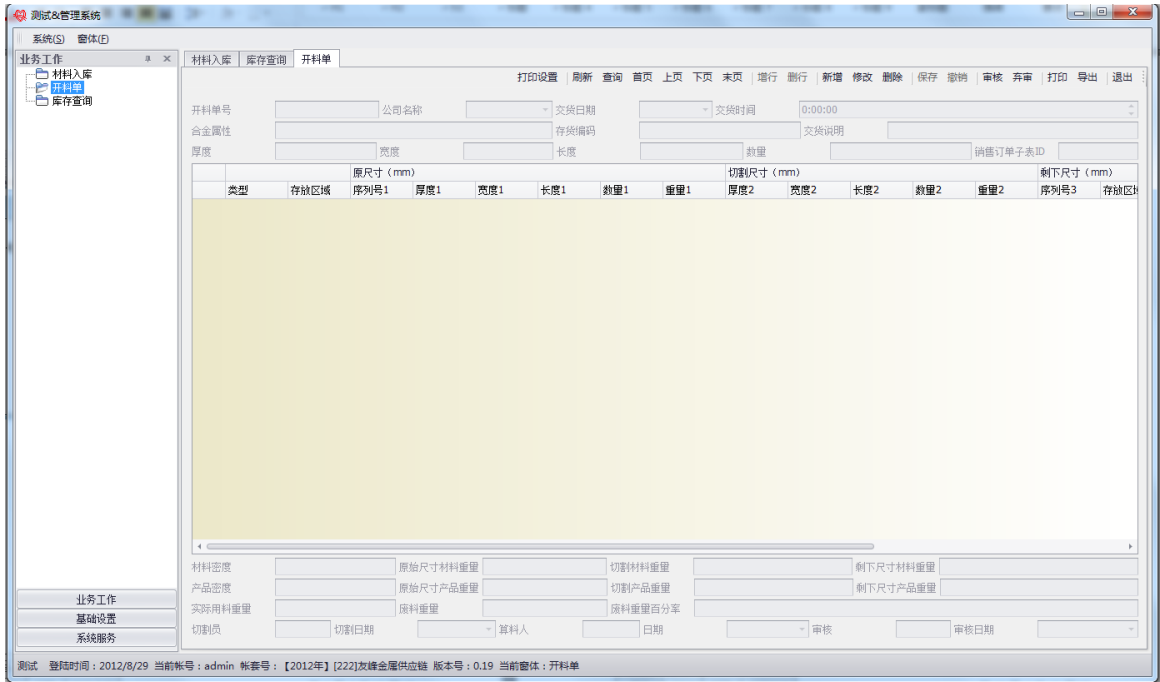 测试&管理系统
系统(S) 窗体(F)
业务工作
材料入库
开料单
库存查询
材料入库 库存查询 开料单
打印设置 刷新 查询 首页 上页 下页 末页 增行 删行 新增 修改 删除 保存 撤销 审核 弃审 打印 导出 退出
开料单号 公司名称 交货日期 交货时间 0:00:00
合金属性 存货编码 交货说明
厚度 宽度 长度 数量 销售订单子表ID
原尺寸（mm） 切割尺寸（mm） 剩下尺寸（mm）
类型 存放区域 序列号1 厚度1 宽度1 长度1 数量1 重量1 厚度2 宽度2 长度2 数量2 重量2 序列号3 存放区
材料密度 原始尺寸材料重量 切割材料重量 剩下尺寸材料重量
产品密度 原始尺寸产品重量 切割产品重量 剩下尺寸产品重量
实际用料重量 废料重量 废料重量百分率
切割员 切割日期 算料人 日期 审核 审核日期
业务工作
基础设置
系统服务
测试 登陆时间：2012/8/29 当前帐号：admin 帐套号：【2012年】[222]友峰金属供应链 版本号：0.19 当前窗体：开料单